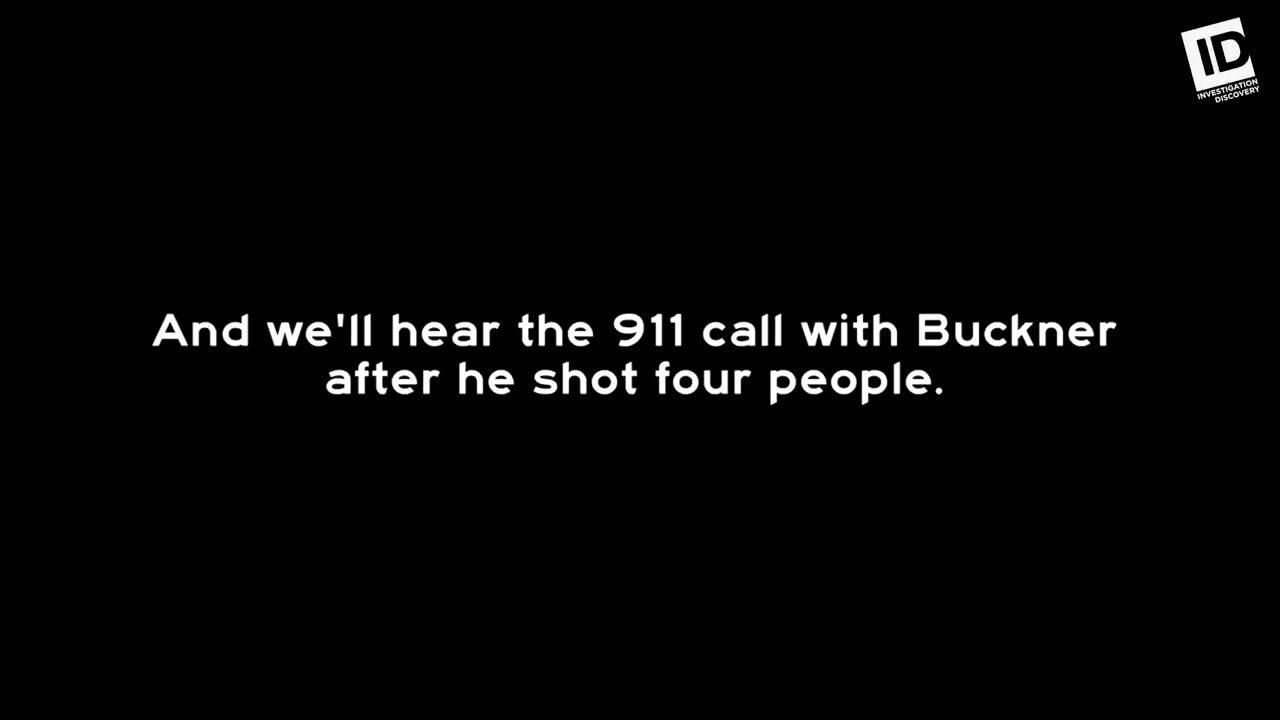 ID
INVESTIGATION
DISCOVERY
And we'll hear the 911 call with Buckner
after he shot four people.